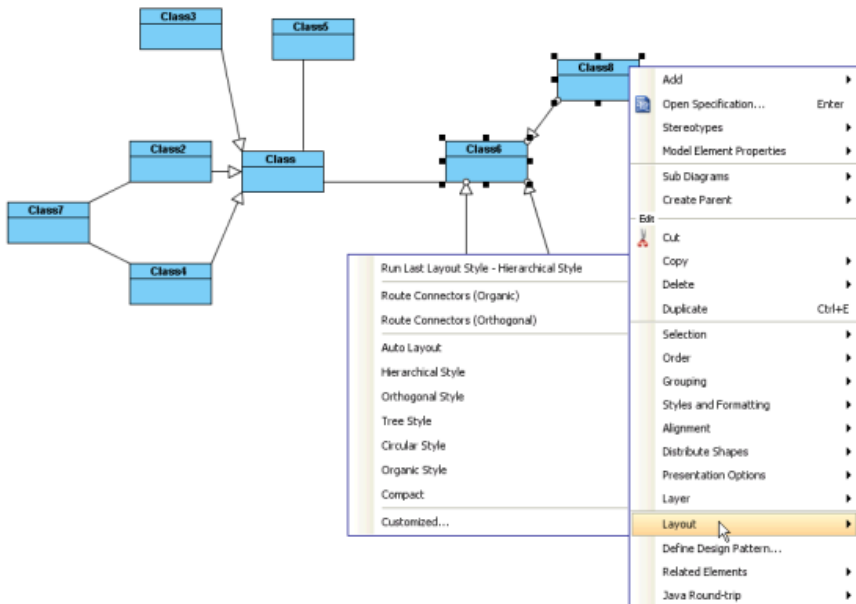 Class3
Class5
Class8
Class2
Class6
Class
Class7
Class4
Add
Open Specification... Enter
Stereotypes
Model Element Properties
Sub Diagrams
Create Parent
Edit
Cut
Copy
Delete
Duplicate Ctrl+E
Selection
Order
Grouping
Styles and Formatting
Alignment
Distribute Shapes
Presentation Options
Layer
Layout
Define Design Pattern...
Related Elements
Java Round-trip
Run Last Layout Style - Hierarchical Style
Route Connectors (Organic)
Route Connectors (Orthogonal)
Auto Layout
Hierarchical Style
Orthogonal Style
Tree Style
Circular Style
Organic Style
Compact
Customized...